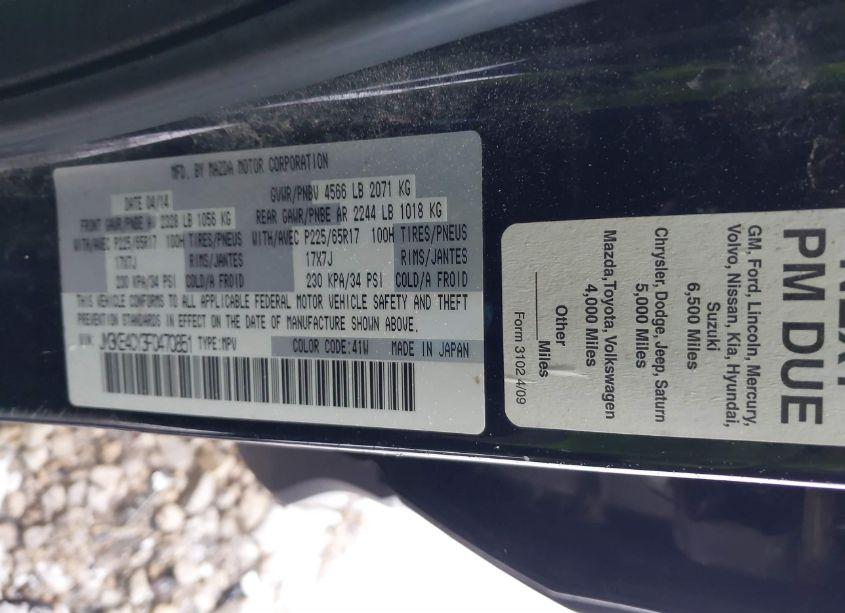 MFD. BY MAZDA MOTOR CORPORATION
DATE 04/14
GVWR/PNBV 4566 LB 2071 KG
FRONT GAWR/PNBE AV 2328 LB 1056 KG
REAR GAWR/PNBE AR 2244 LB 1018 KG
WITH/AVEC P225/65R17 100H TIRES/PNEUS
WITH/AVEC P225/65R17 100H TIRES/PNEUS
17X7J RIMS/JANTES
17X7J RIMS/JANTES
230 KPA/34 PSI COLD/A FROID
230 KPA/34 PSI COLD/A FROID
THIS VEHICLE CONFORMS TO ALL APPLICABLE FEDERAL MOTOR VEHICLE SAFETY AND THEFT
PREVENTION STANDARDS IN EFFECT ON THE DATE OF MANUFACTURE SHOWN ABOVE.
VIN: JM3KE4CY3F0470851 TYPE:MPV
COLOR CODE:41W MADE IN JAPAN
NEXT
PM DUE
GM, Ford, Lincoln, Mercury,
Volvo, Nissan, Kia, Hyundai,
Suzuki
6,500 Miles
Chrysler, Dodge, Jeep, Saturn
5,000 Miles
Mazda,Toyota, Volkswagen
4,000 Miles
Other
Miles
Form 3102 4/09